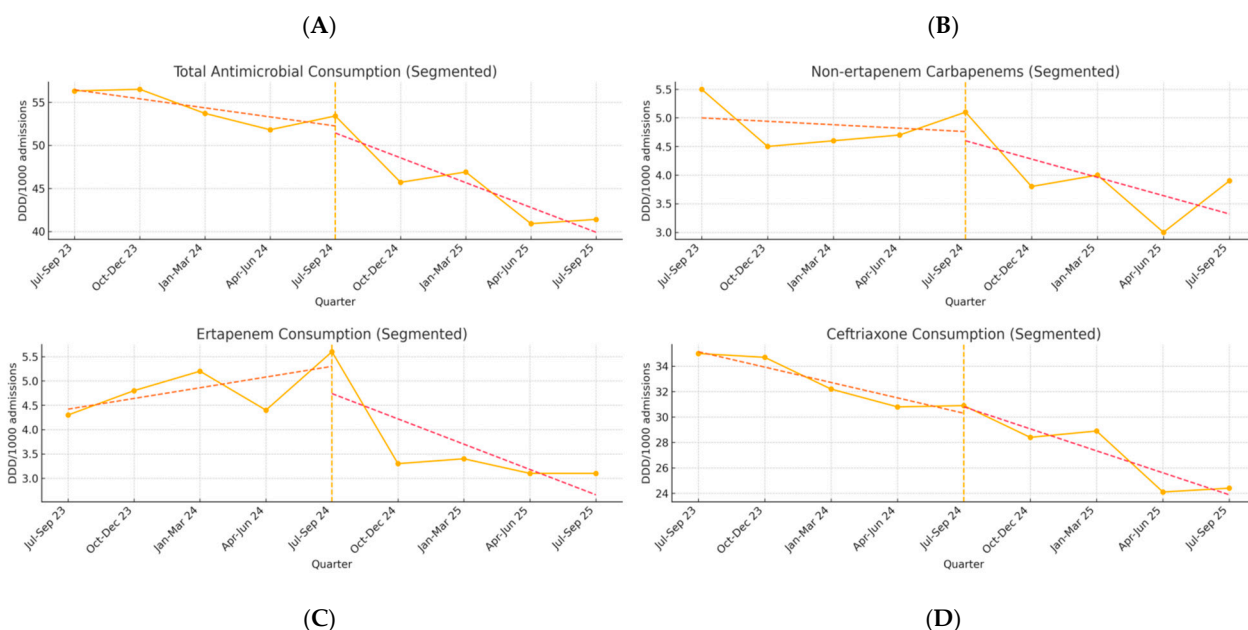 (A)
(B)
Total Antimicrobial Consumption (Segmented)
DDD/1000 admissions
55
50
45
40
Jul-Sep 23
Oct-Dec 23
Jan-Mar 24
Apr-Jun 24
Jul-Sep 24
Oct-Dec 24
Jan-Mar 25
Apr-Jun 25
Jul-Sep 25
Quarter
Non-ertapenem Carbapenems (Segmented)
DDD/1000 admissions
5.5
5.0
4.5
4.0
3.5
3.0
Jul-Sep 23
Oct-Dec 23
Jan-Mar 24
Apr-Jun 24
Jul-Sep 24
Oct-Dec 24
Jan-Mar 25
Apr-Jun 25
Jul-Sep 25
Quarter
Ertapenem Consumption (Segmented)
DDD/1000 admissions
5.5
5.0
4.5
4.0
3.5
3.0
Jul-Sep 23
Oct-Dec 23
Jan-Mar 24
Apr-Jun 24
Jul-Sep 24
Oct-Dec 24
Jan-Mar 25
Apr-Jun 25
Jul-Sep 25
Quarter
Ceftriaxone Consumption (Segmented)
DDD/1000 admissions
34
32
30
28
26
24
Jul-Sep 23
Oct-Dec 23
Jan-Mar 24
Apr-Jun 24
Jul-Sep 24
Oct-Dec 24
Jan-Mar 25
Apr-Jun 25
Jul-Sep 25
Quarter
(C)
(D)